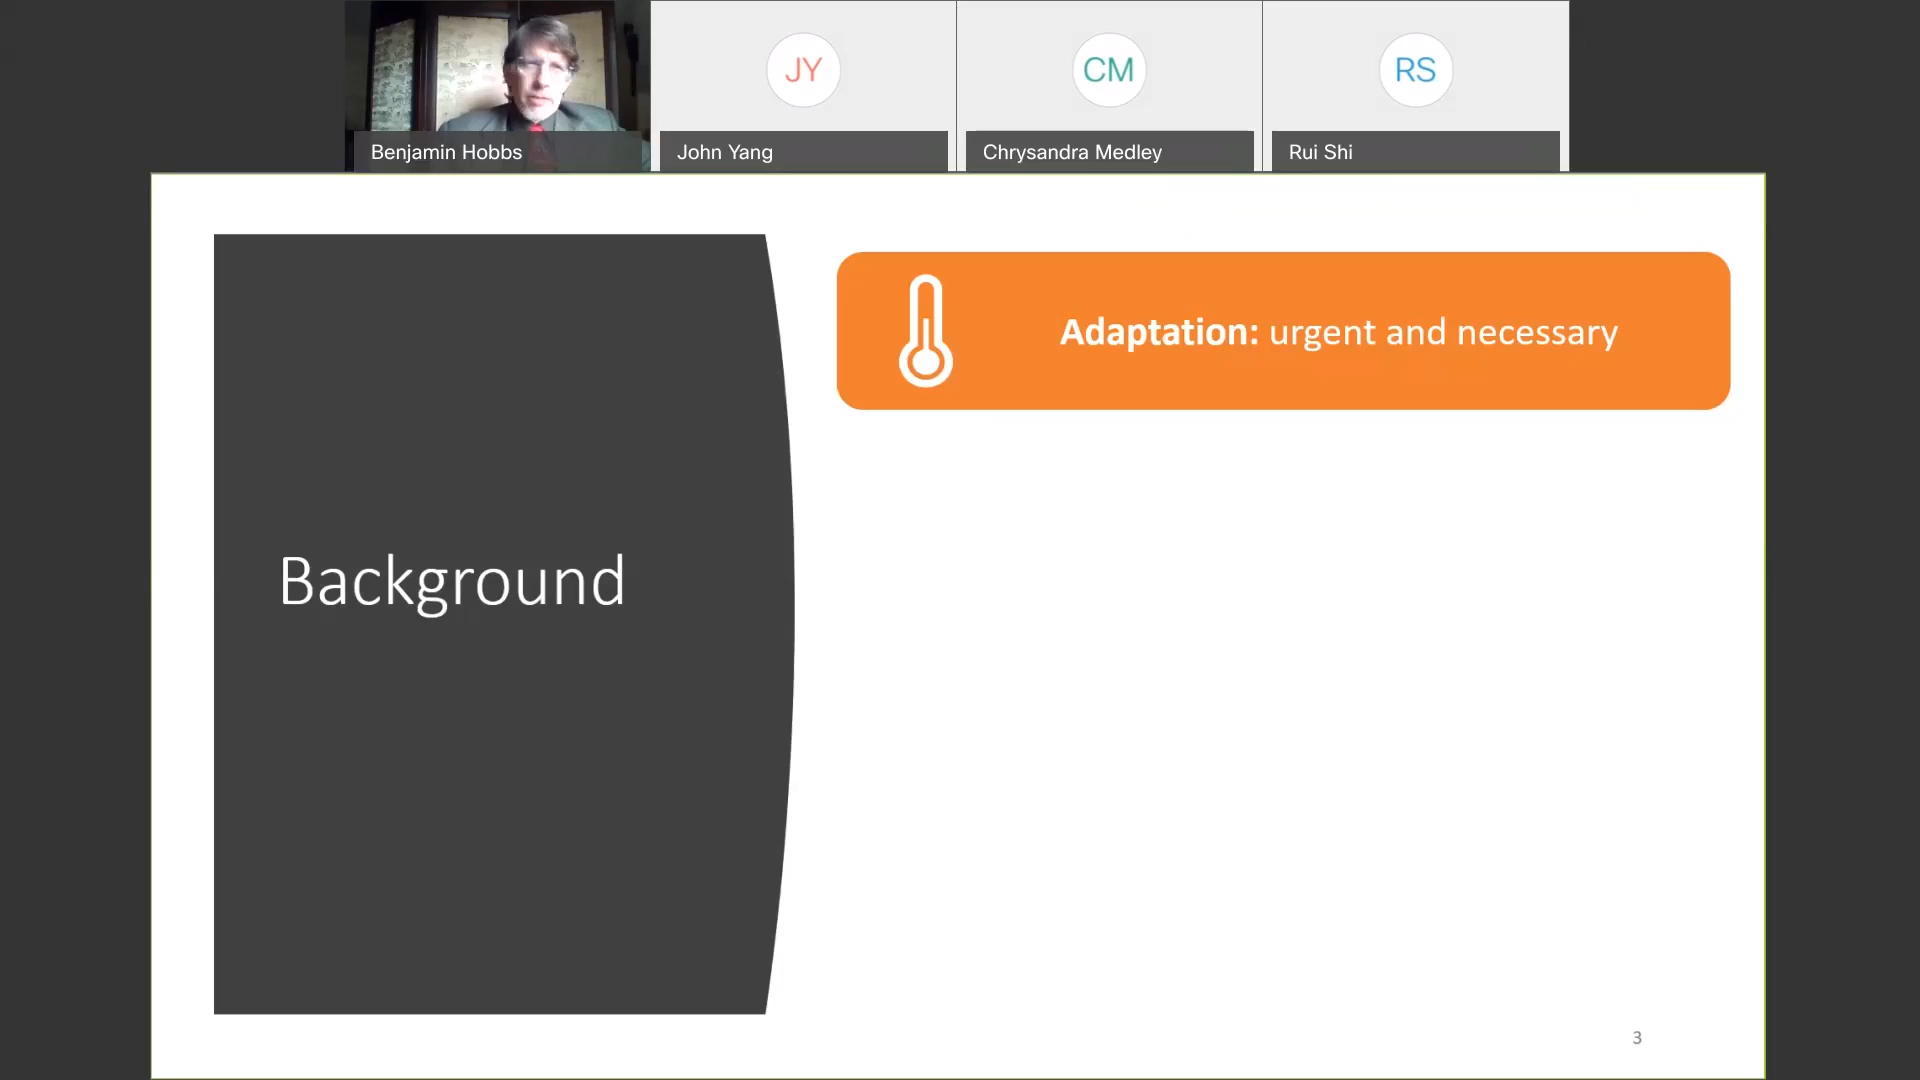 JY
CM
RS
Benjamin Hobbs
John Yang
Chrysandra Medley
Rui Shi
Background
Adaptation: urgent and necessary
3